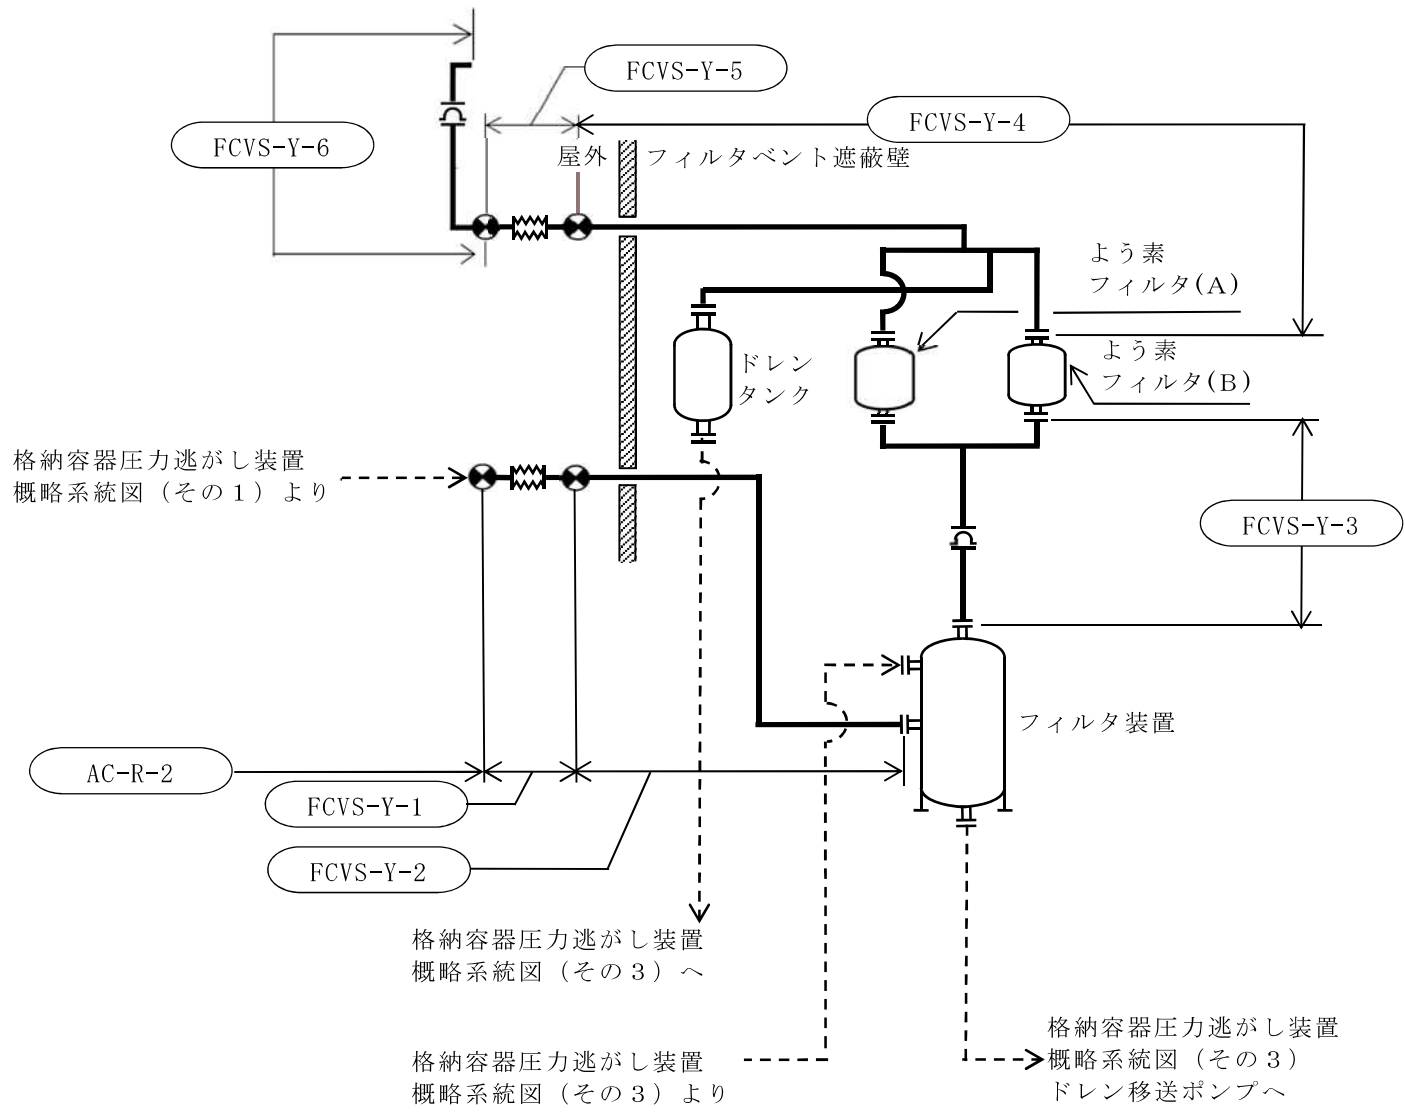 FCVS-Y-5
FCVS-Y-4
FCVS-Y-6
屋外
フィルタベント遮蔽壁
よう素
フィルタ(A)
よう素
フィルタ(B)
ドレン
タンク
格納容器圧力逃がし装置
概略系統図（その１）より
FCVS-Y-3
フィルタ装置
AC-R-2
FCVS-Y-1
FCVS-Y-2
格納容器圧力逃がし装置
概略系統図（その３）へ
格納容器圧力逃がし装置
概略系統図（その３）
ドレン移送ポンプへ
格納容器圧力逃がし装置
概略系統図（その３）より